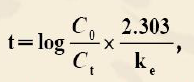 t = log C₀/Cₜ × 2.303/kₑ,